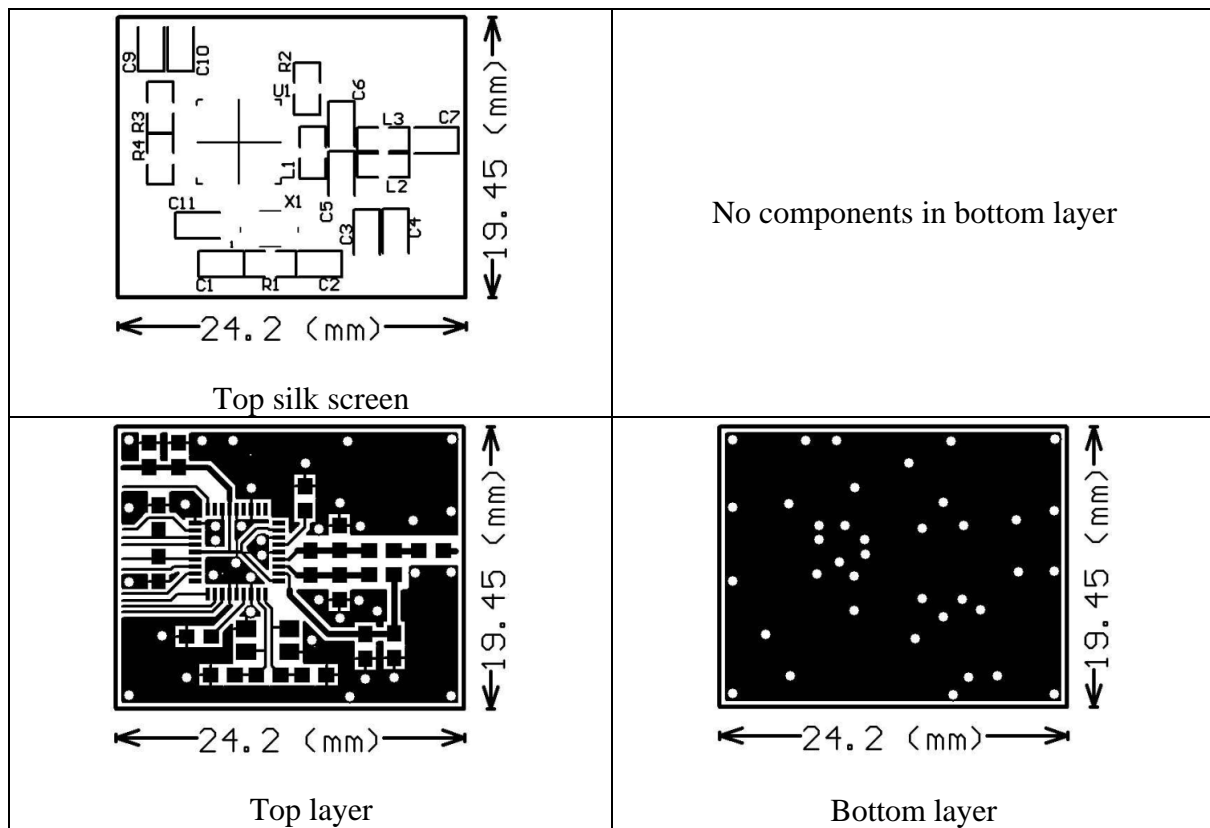 C9
C10
R2
U1
C6
L3
C7
R3
R4
L1
L2
C11
X1
C5
C3
C4
1
C1
R1
C2
19.45 (mm)
24.2 (mm)
Top silk screen
No components in bottom layer
19.45 (mm)
24.2 (mm)
Top layer
19.45 (mm)
24.2 (mm)
Bottom layer